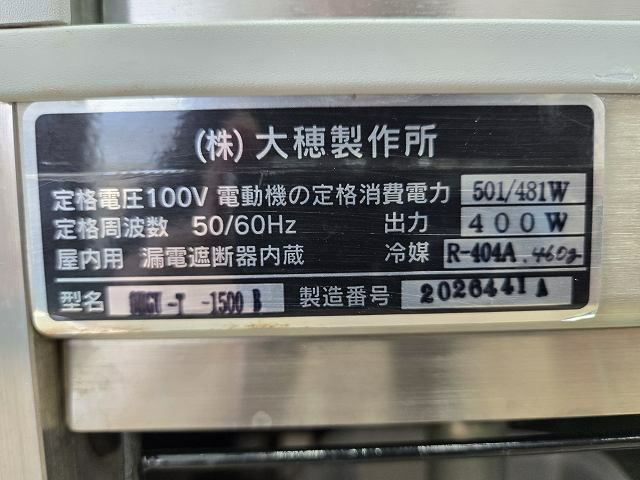 (株) 大穂製作所
定格電圧100V 電動機の定格消費電力 501/481W
定格周波数 50/60Hz 出力 400W
屋内用 漏電遮断器内蔵 冷媒 R-404A.460g
型名 -T -1500 B 製造番号 2026441A